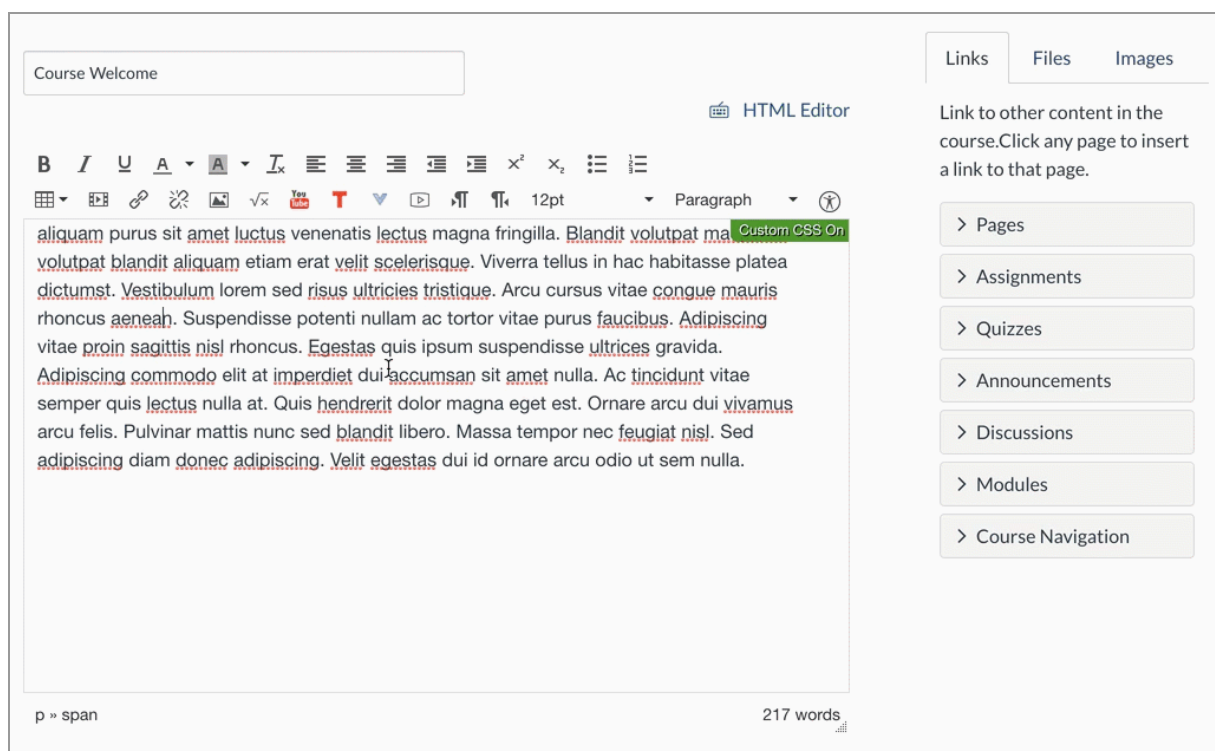 Course Welcome
HTML Editor
B I U A A Tx x² x₂
√x You Tube T V 12pt Paragraph
Custom CSS On
aliquam purus sit amet luctus venenatis lectus magna fringilla. Blandit volutpat
volutpat blandit aliquam etiam erat velit scelerisque. Viverra tellus in hac habitasse platea
dictumst. Vestibulum lorem sed risus ultricies tristique. Arcu cursus vitae congue mauris
rhoncus aenean. Suspendisse potenti nullam ac tortor vitae purus faucibus. Adipiscing
vitae proin sagittis nisl rhoncus. Egestas quis ipsum suspendisse ultrices gravida.
Adipiscing commodo elit at imperdiet dui accumsan sit amet nulla. Ac tincidunt vitae
semper quis lectus nulla at. Quis hendrerit dolor magna eget est. Ornare arcu dui vivamus
arcu felis. Pulvinar mattis nunc sed blandit libero. Massa tempor nec feugiat nisl. Sed
adipiscing diam donec adipiscing. Velit egestas dui id ornare arcu odio ut sem nulla.
p » span
217 words
Links Files Images
Link to other content in the
course.Click any page to insert
a link to that page.
Pages
Assignments
Quizzes
Announcements
Discussions
Modules
Course Navigation